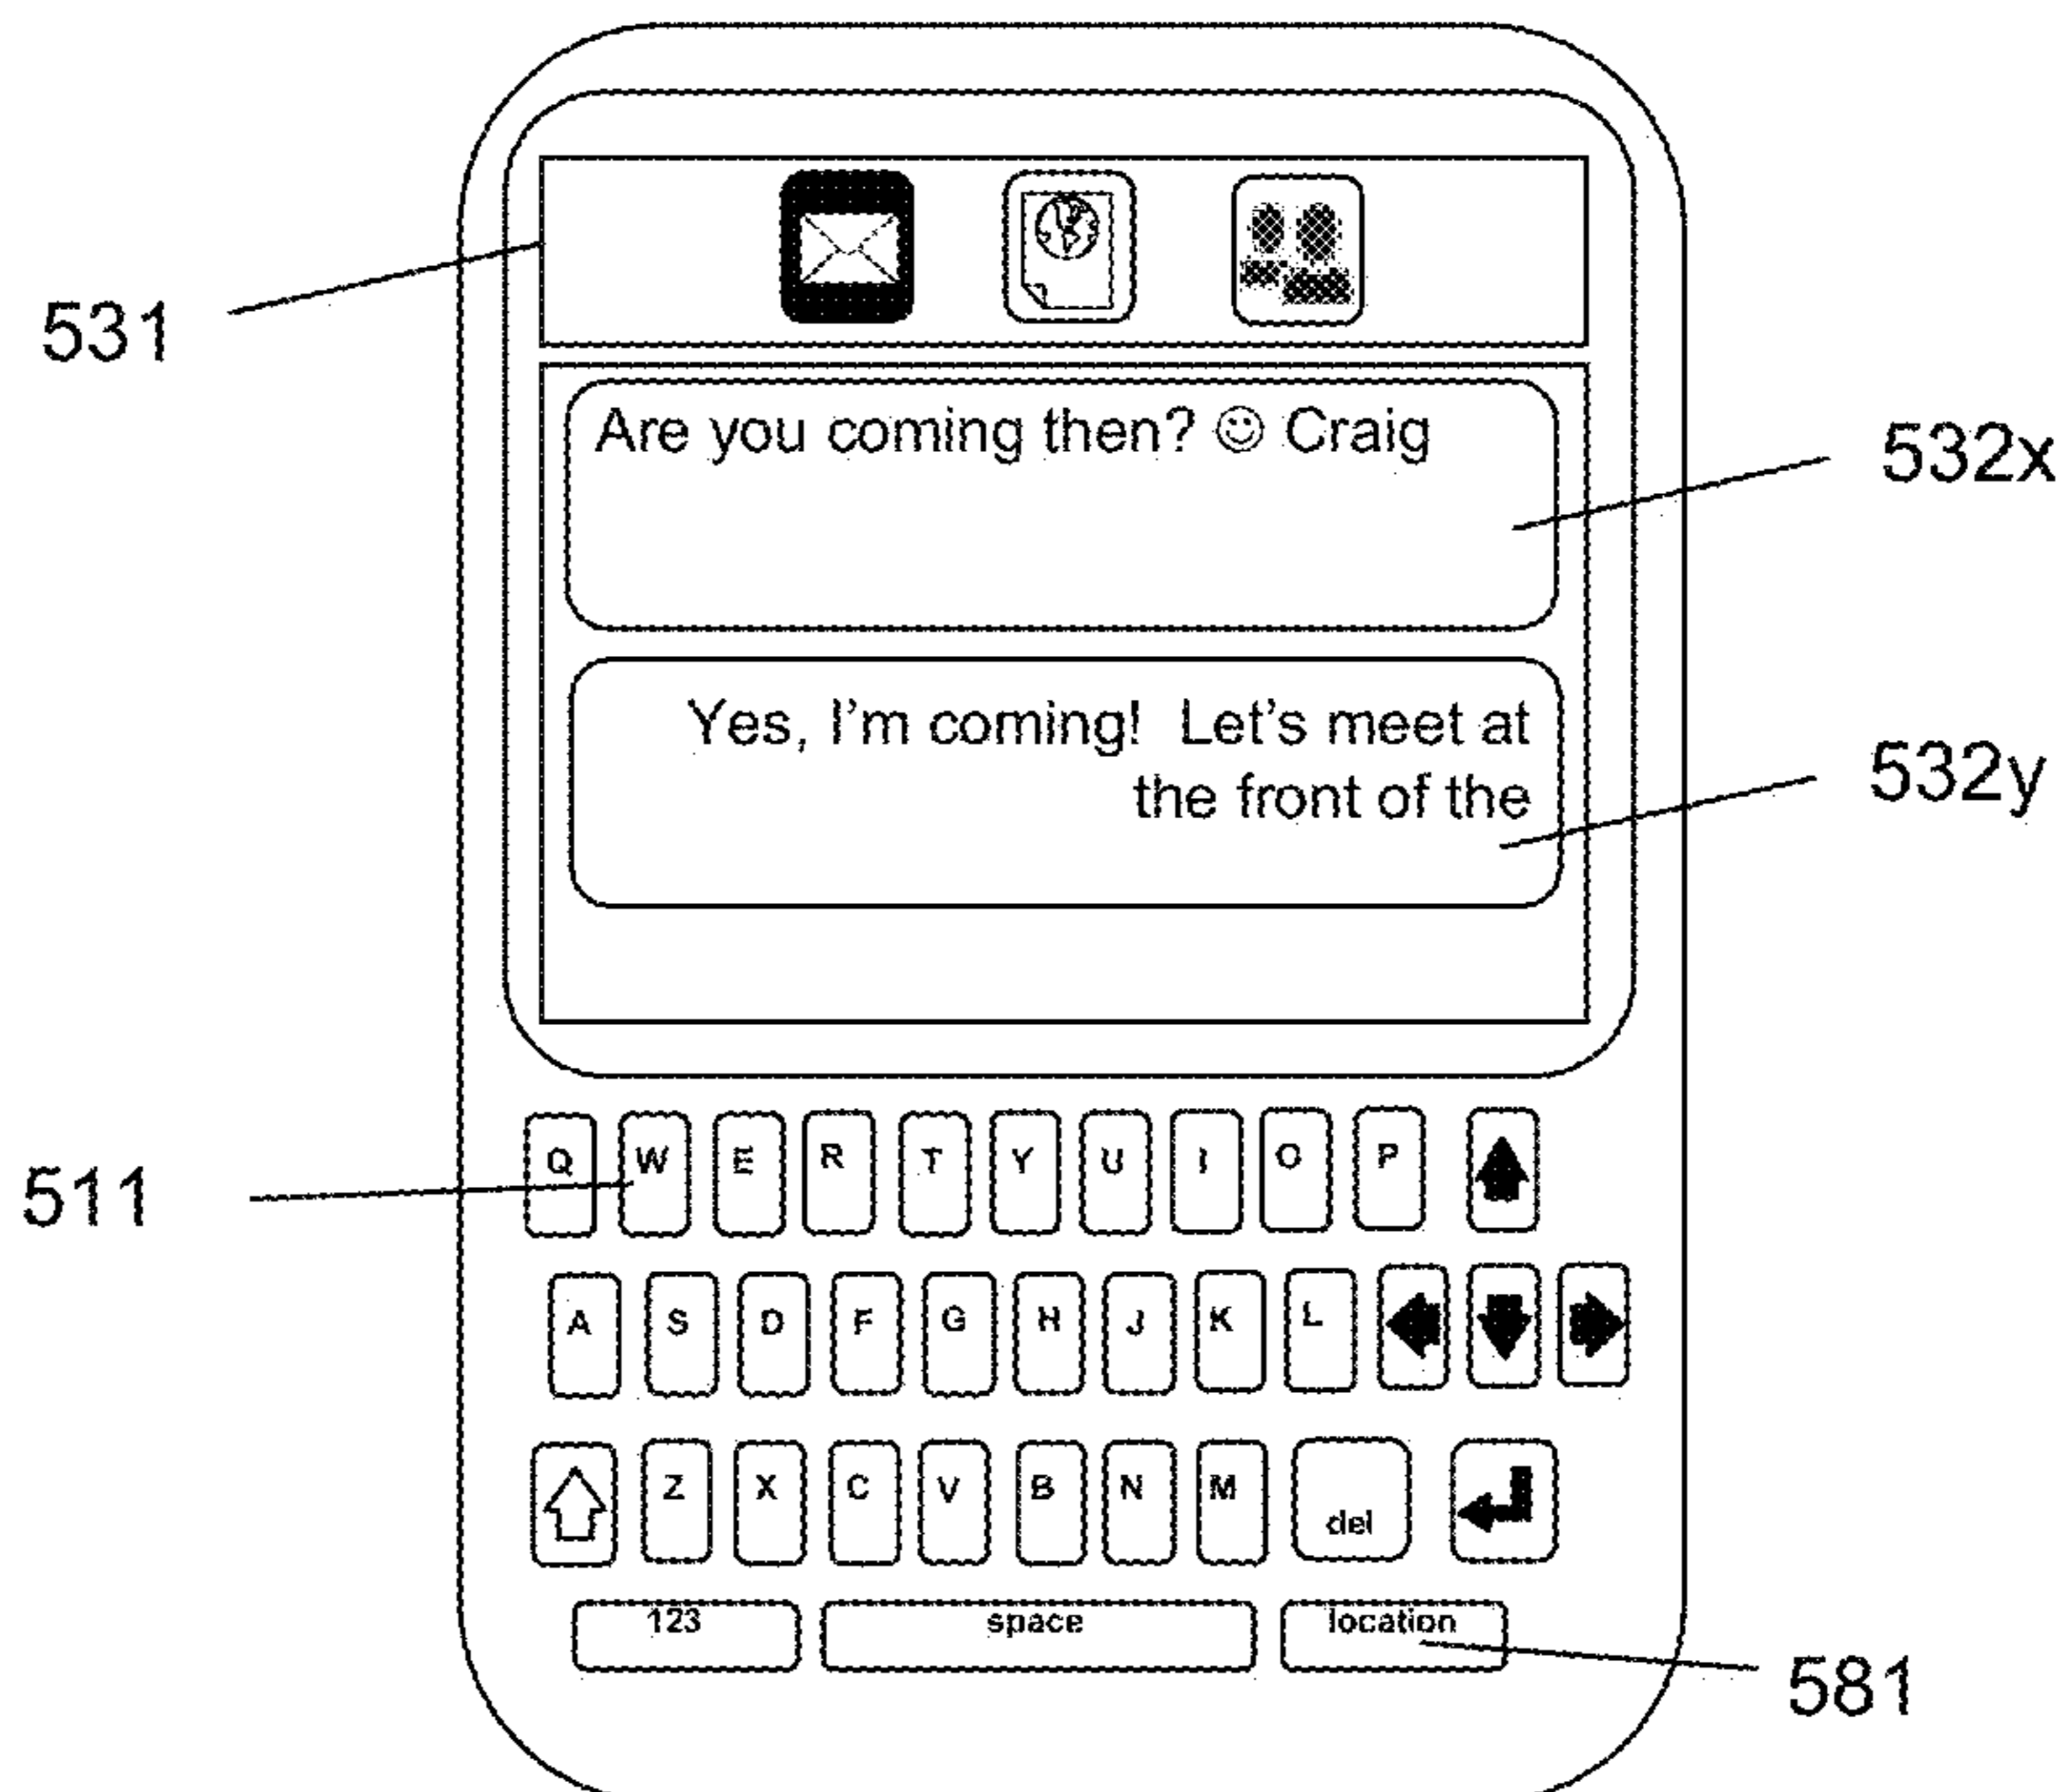 531
Are you coming then? ☺ Craig
532x
Yes, I'm coming! Let's meet at
the front of the
532y
511
Q W E R T Y U I O P
A S D F G H J K L
Z X C V B N M del
123 space location
581